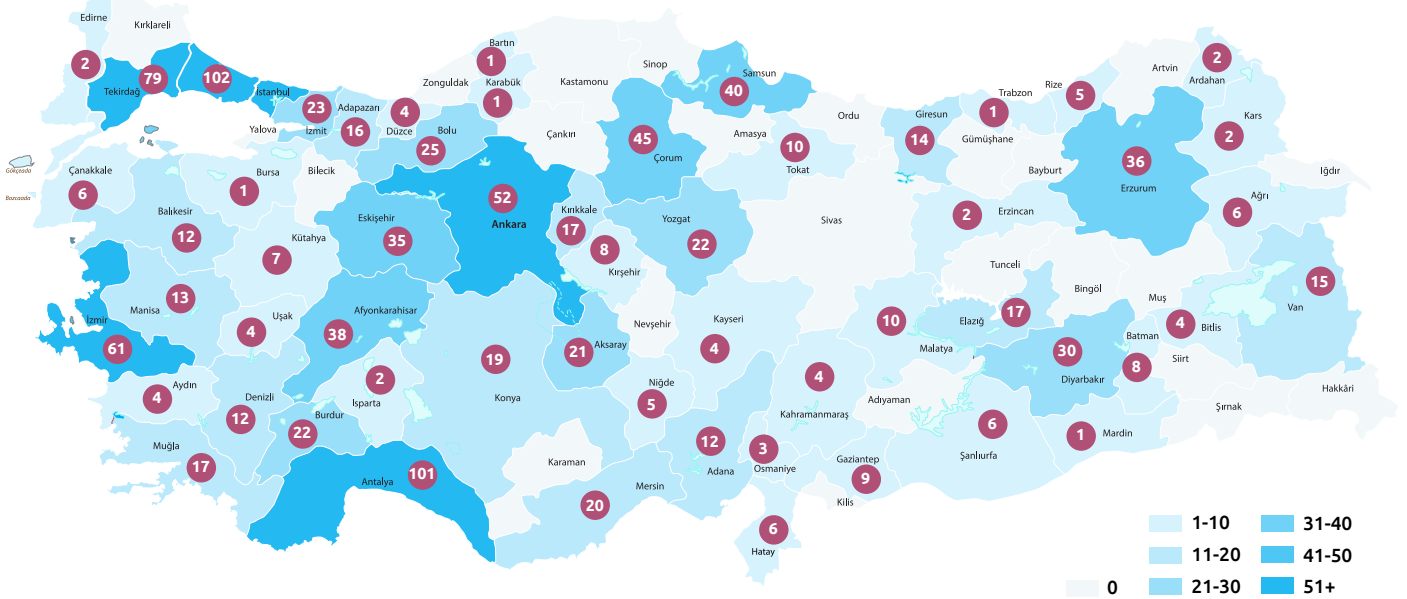 Edirne
Kırklareli
2
Tekirdağ
79
102
İstanbul
23
İzmit
Adapazarı
16
Yalova
4
Düzce
Bolu
25
Zonguldak
Bartın
1
Karabük
1
Kastamonu
Sinop
Samsun
40
Çankırı
45
Çorum
Amasya
10
Tokat
Ordu
Giresun
14
Trabzon
1
Gümüşhane
Rize
5
Artvin
2
Ardahan
Kars
2
Bayburt
36
Erzurum
Iğdır
Ağrı
6
Gökçeada
Bozcaada
Çanakkale
6
Balıkesir
12
Bursa
1
Bilecik
Eskişehir
35
Kütahya
7
52
Ankara
Kırıkkale
17
8
Kırşehir
Yozgat
22
Sivas
2
Erzincan
Tunceli
Bingöl
Muş
4
Bitlis
15
Van
13
Manisa
İzmir
61
Uşak
4
Afyonkarahisar
38
19
Konya
21
Aksaray
Nevşehir
Kayseri
4
10
Malatya
Elazığ
17
30
Diyarbakır
Batman
8
Siirt
Hakkâri
Şırnak
Aydın
4
Denizli
12
Burdur
22
2
Isparta
Niğde
5
4
Kahramanmaraş
Adıyaman
6
Şanlıurfa
1
Mardin
Muğla
17
Antalya
101
Karaman
Mersin
20
12
Adana
3
Osmaniye
Gaziantep
9
Kilis
6
Hatay
0
1-10
11-20
21-30
31-40
41-50
51+